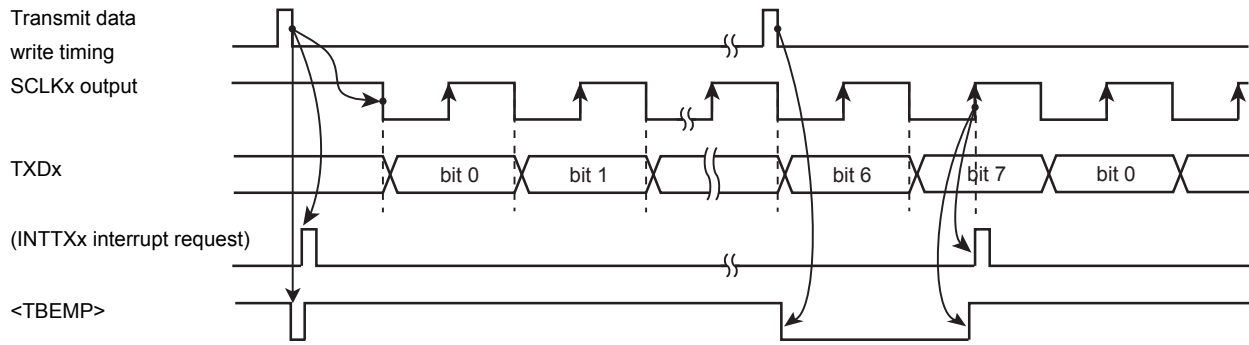 Transmit data
write timing
SCLKx output
TXDx
bit 0
bit 1
bit 6
bit 7
bit 0
(INTTXx interrupt request)
<TBEMP>